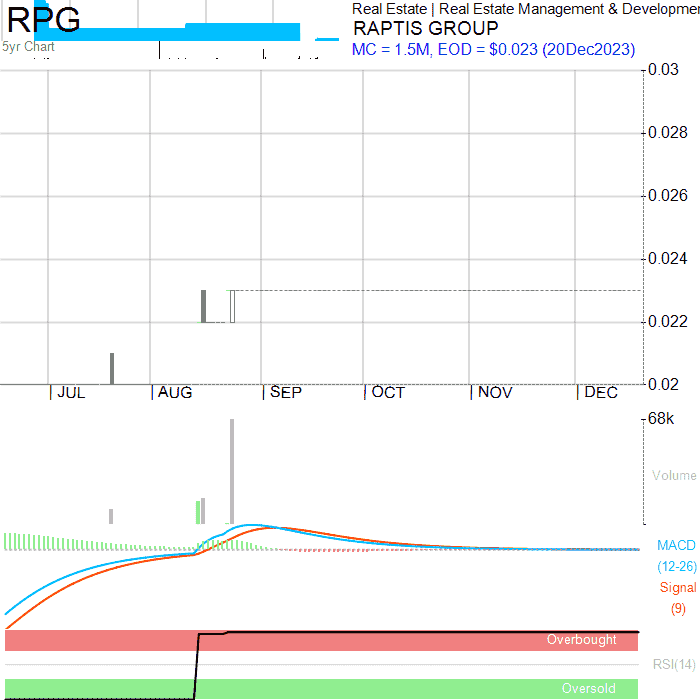 RPG
Real Estate | Real Estate Management & Developmen
RAPTIS GROUP
5yr Chart
MC = 1.5M, EOD = $0.023 (20Dec2023)
0.03
0.028
0.026
0.024
0.022
0.02
JUL AUG SEP OCT NOV DEC
68k
Volume
MACD
(12-26)
Signal
(9)
Overbought
RSI(14)
Oversold